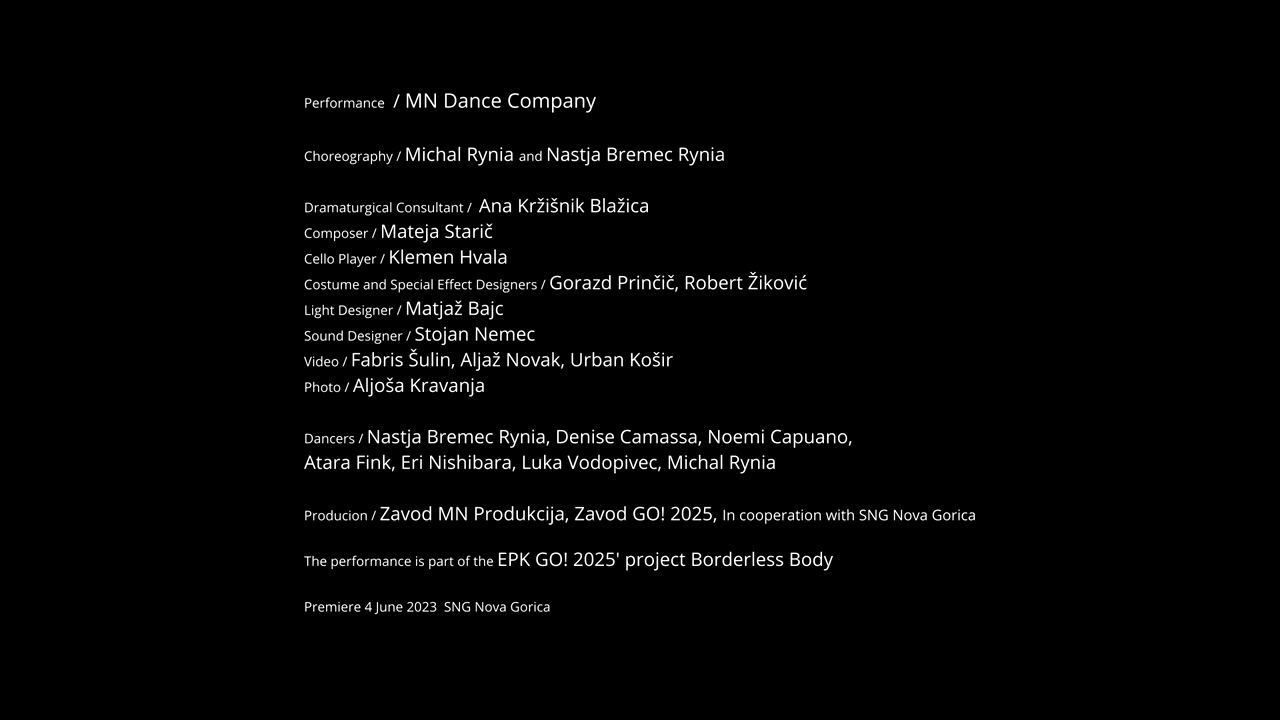 Performance / MN Dance Company
Choreography / Michal Rynia and Nastja Bremec Rynia
Dramaturgical Consultant / Ana Kržišnik Blažica
Composer / Mateja Starič
Cello Player / Klemen Hvala
Costume and Special Effect Designers / Gorazd Prinčič, Robert Žiković
Light Designer / Matjaž Bajc
Sound Designer / Stojan Nemec
Video / Fabris Šulin, Aljaž Novak, Urban Košir
Photo / Aljoša Kravanja
Dancers / Nastja Bremec Rynia, Denise Camassa, Noemi Capuano,
Atara Fink, Eri Nishibara, Luka Vodopivec, Michal Rynia
Producion / Zavod MN Produkcija, Zavod GO! 2025, In cooperation with SNG Nova Gorica
The performance is part of the EPK GO! 2025' project Borderless Body
Premiere 4 June 2023 SNG Nova Gorica